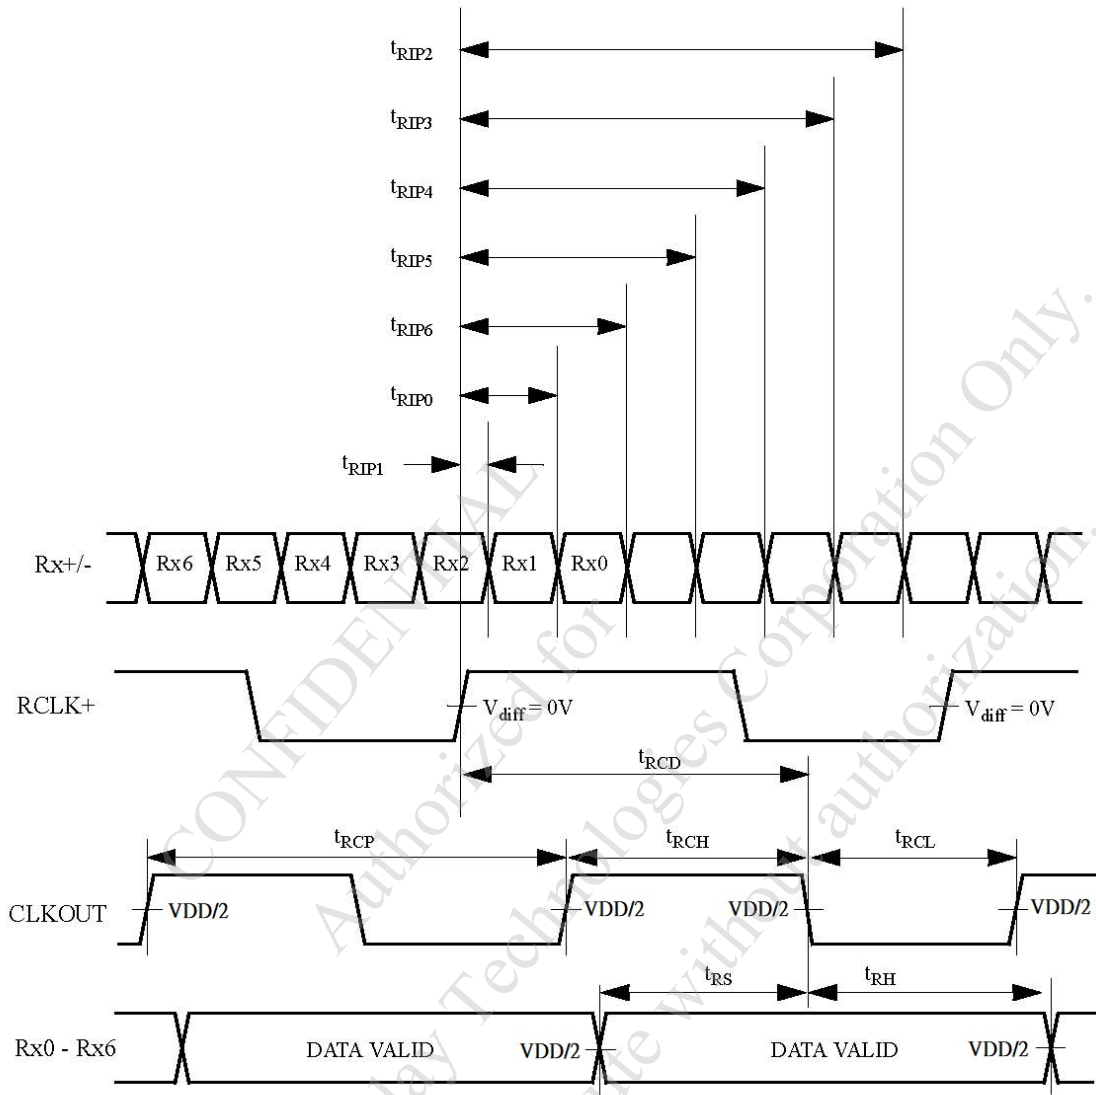 tRIP2
tRIP3
tRIP4
tRIP5
tRIP6
tRIP0
tRIP1
Rx+/- Rx6 Rx5 Rx4 Rx3 Rx2 Rx1 Rx0
RCLK+ Vdiff = 0V Vdiff = 0V
tRCD
tRCP tRCH tRCL
CLKOUT VDD/2 VDD/2 VDD/2 VDD/2
tRS tRH
Rx0 - Rx6 DATA VALID VDD/2 DATA VALID VDD/2
CONFIDENTIAL
Authorized for
Technologies Corporation Only.
without authorization.